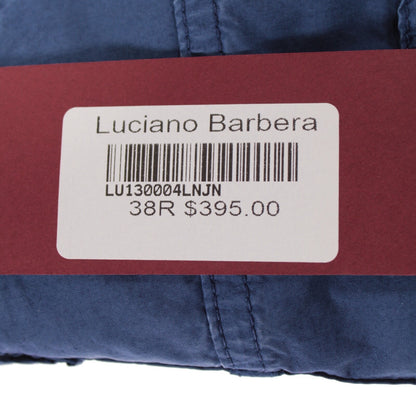 Luciano Barbera
LU130004LNJN
38R $395.00